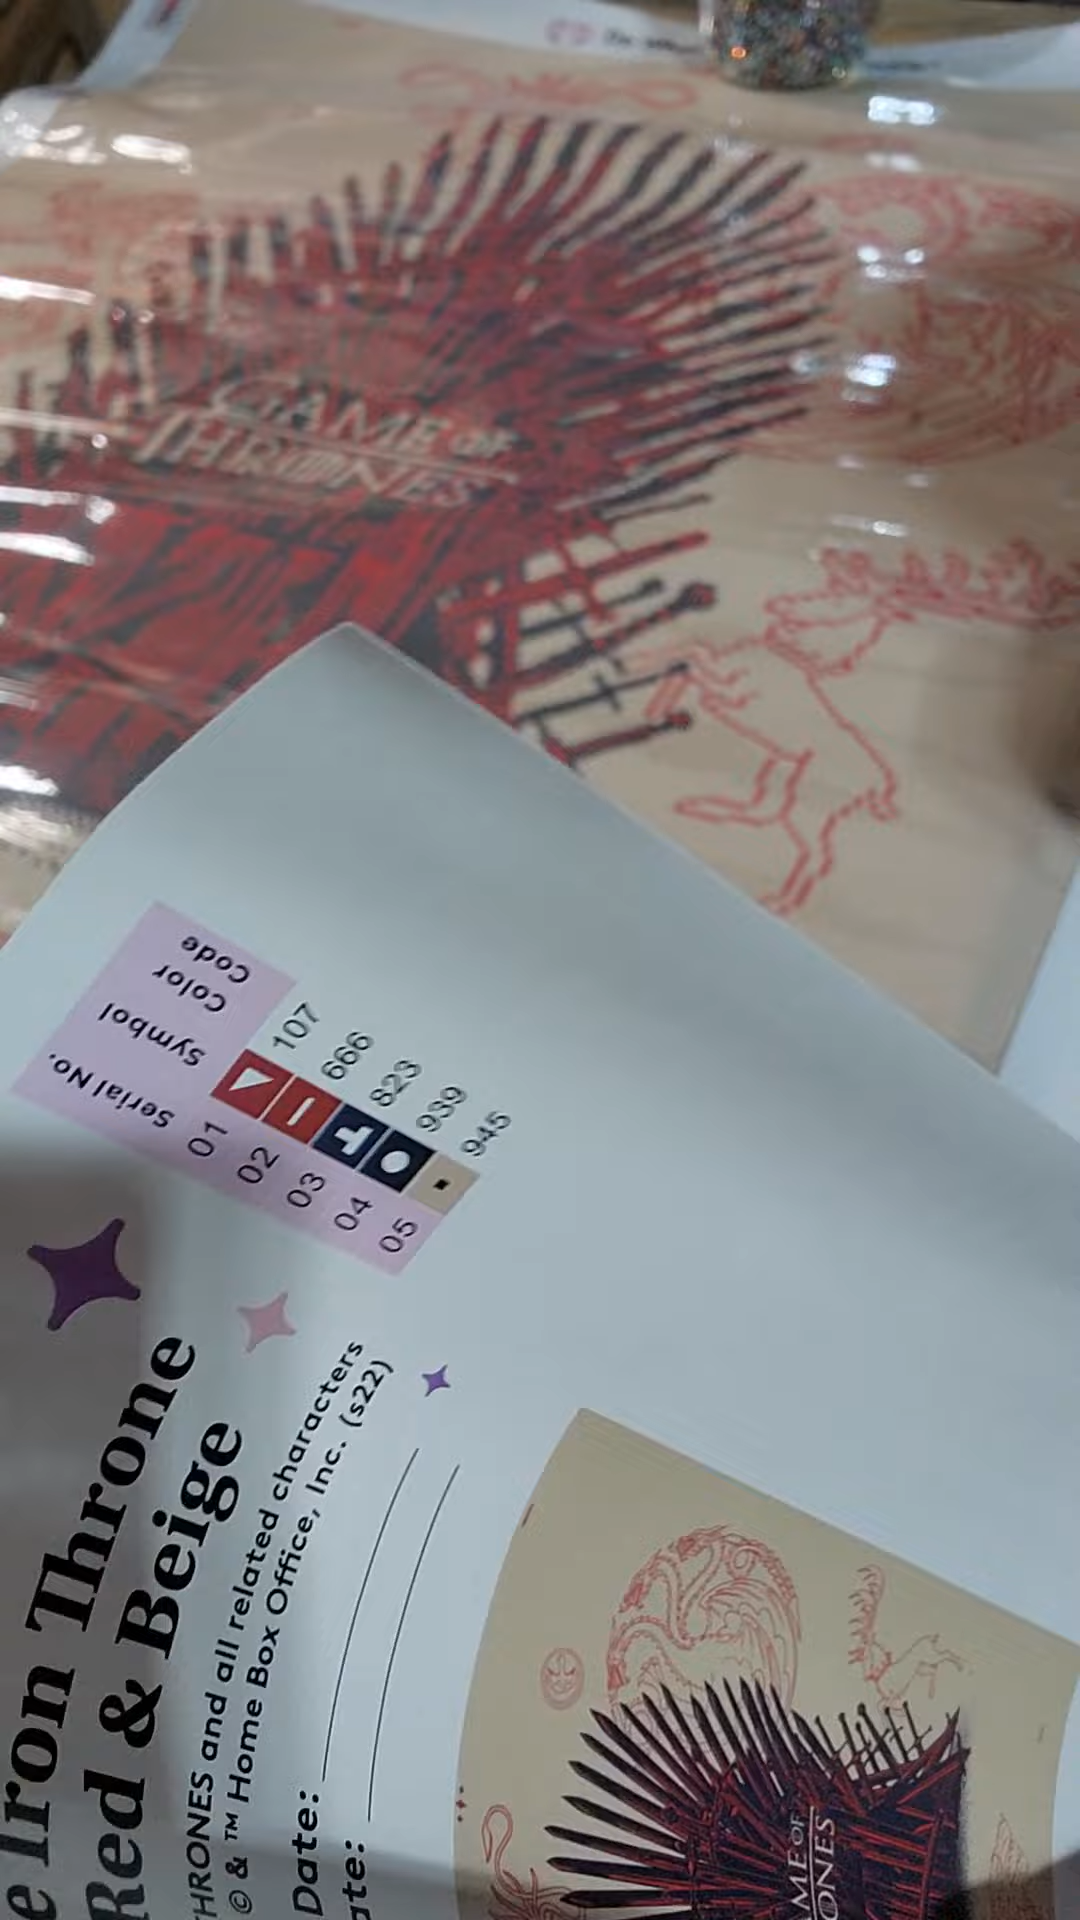 GAME OF
THRONES
Serial No. Symbol Color Code
01 107
02 666
03 823
04 939
05 945
Iron Throne
Red & Beige
THRONES and all related characters
© & ™ Home Box Office, Inc. (s22)
Date:
ate:
ME OF
ONES